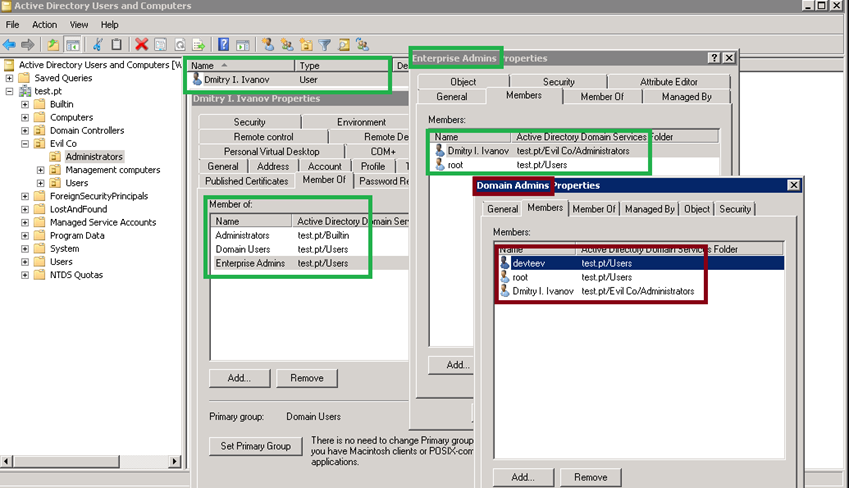 Active Directory Users and Computers
File Action View Help
Active Directory Users and Computers [W
Saved Queries
test.pt
Builtin
Computers
Domain Controllers
Evil Co
Administrators
Management computers
Users
ForeignSecurityPrincipals
LostAndFound
Managed Service Accounts
Program Data
System
Users
NTDS Quotas
Name Type De
Dmitry I. Ivanov User
Dmitry I. Ivanov Properties
Security Environment
Remote control Remote De
Personal Virtual Desktop COM+
General Address Account Profile T
Published Certificates Member Of Password Re
Member of:
Name Active Directory Domain Ser
Administrators test.pt/Builtin
Domain Users test.pt/Users
Enterprise Admins test.pt/Users
Add... Remove
Primary group: Domain Users
Set Primary Group
There is no need to change Primary group
you have Macintosh clients or POSIX-com
applications.
Enterprise Admins Properties
Object Security Attribute Editor
General Members Member Of Managed By
Members:
Name Active Directory Domain Services Folder
Dmitry I. Ivanov test.pt/Evil Co/Administrators
root test.pt/Users
Add...
Domain Admins Properties
General Members Member Of Managed By Object Security
Members:
Name Active Directory Domain Services Folder
devteev test.pt/Users
root test.pt/Users
Dmitry I. Ivanov test.pt/Evil Co/Administrators
Add... Remove